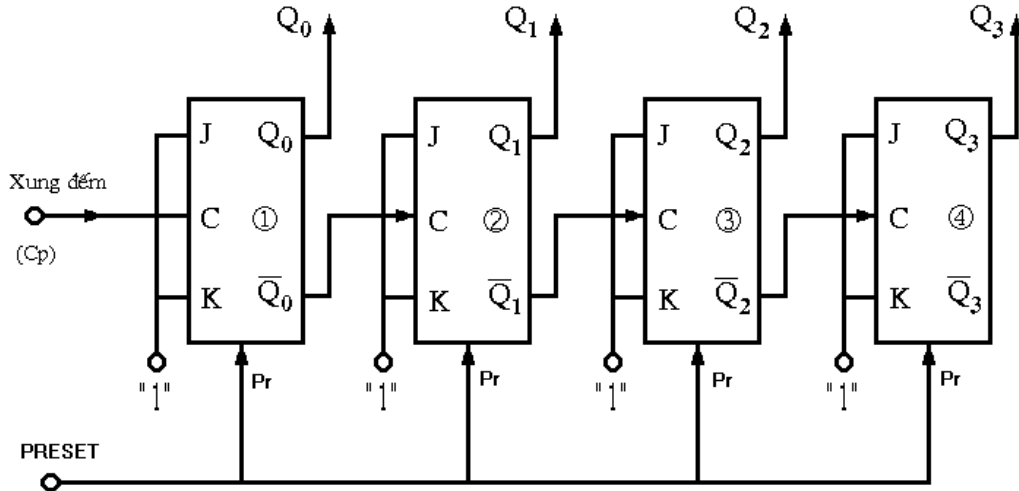 Q₀ Q₁ Q₂ Q₃
J Q₀ J Q₁ J Q₂ J Q₃
Xung đếm
C ① C ② C ③ C ④
(Cp)
K Q̅₀ K Q̅₁ K Q̅₂ K Q̅₃
"1" Pr "1" Pr "1" Pr "1" Pr
PRESET